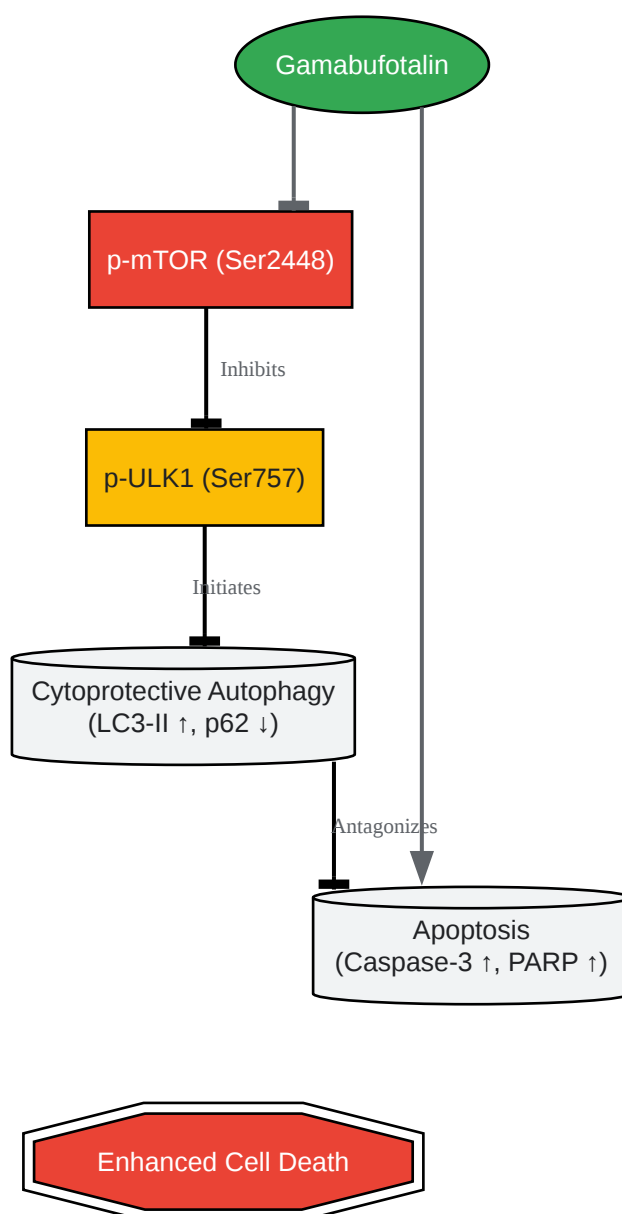 Gamabufotalin
p-mTOR (Ser2448)
Inhibits
p-ULK1 (Ser757)
Initiates
Cytoprotective Autophagy
(LC3-II ↑, p62 ↓)
Antagonizes
Apoptosis
(Caspase-3 ↑, PARP ↑)
Enhanced Cell Death